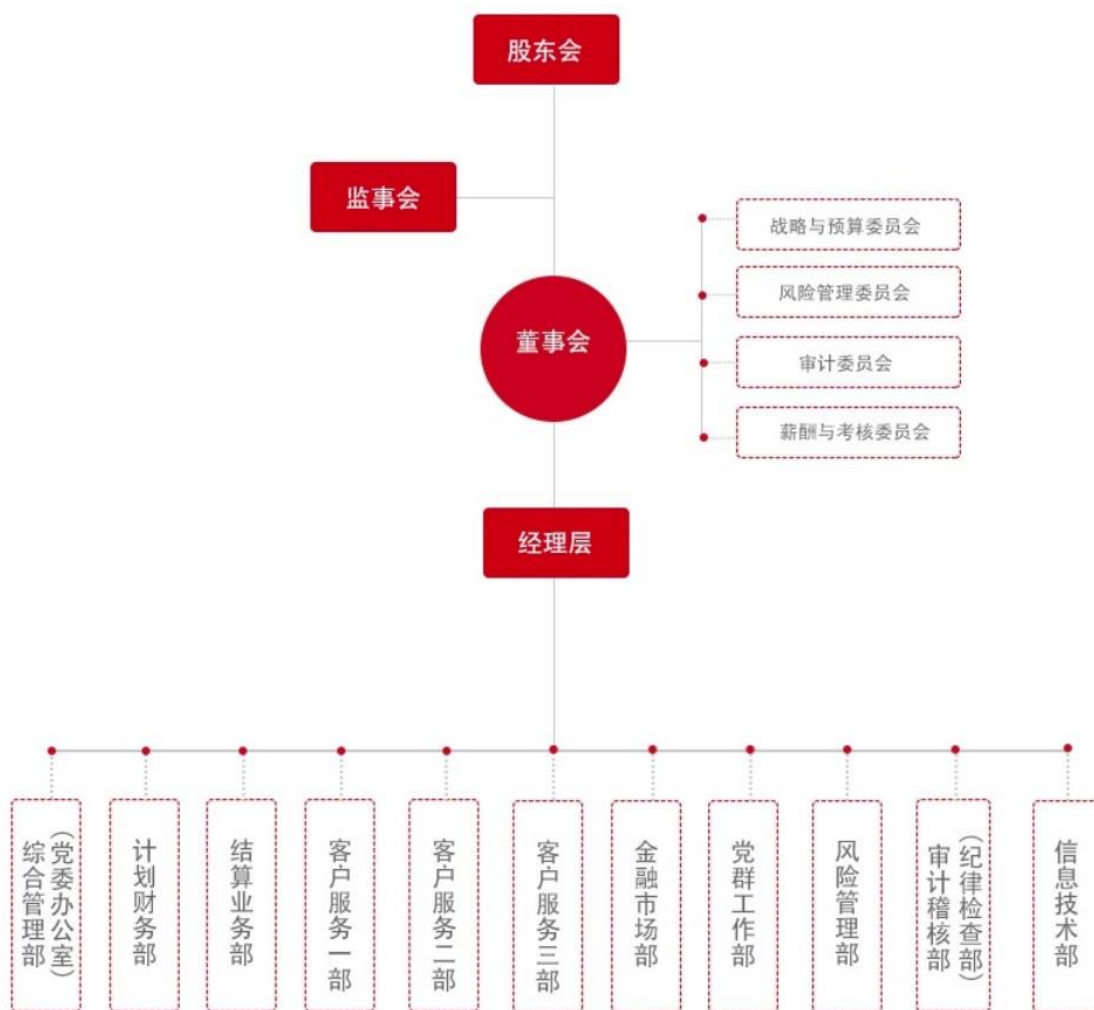 股东会
监事会
战略与预算委员会
风险管理委员会
董事会
审计委员会
薪酬与考核委员会
经理层
综合管理部
（党委办公室）
计划财务部
结算业务部
客户服务一部
客户服务二部
客户服务三部
金融市场部
党群工作部
风险管理部
审计稽核部
（纪律检查部）
信息技术部